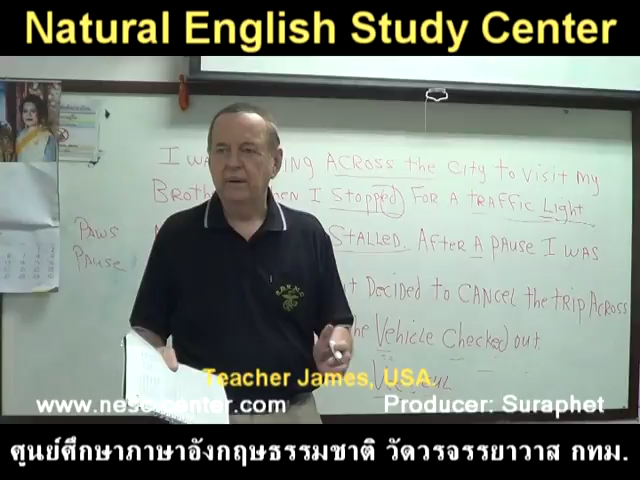 Natural English Study Center
I WA ING ACROSS the City to Visit my
BROTH en I Stopped FOR A tRAFFIC Light
PAWS
STALLED AfteR A PAUSE I WAS
PAUSE
t DeciDeD to CANCEL the tRip ACROSS
he Vehicle Checked out
Teacher James, USA.
www.nesc-center.com
Producer: Suraphet
ศูนย์ศึกษาภาษาอังกฤษธรรมชาติ วัดวรจรรยาวาส กทม.